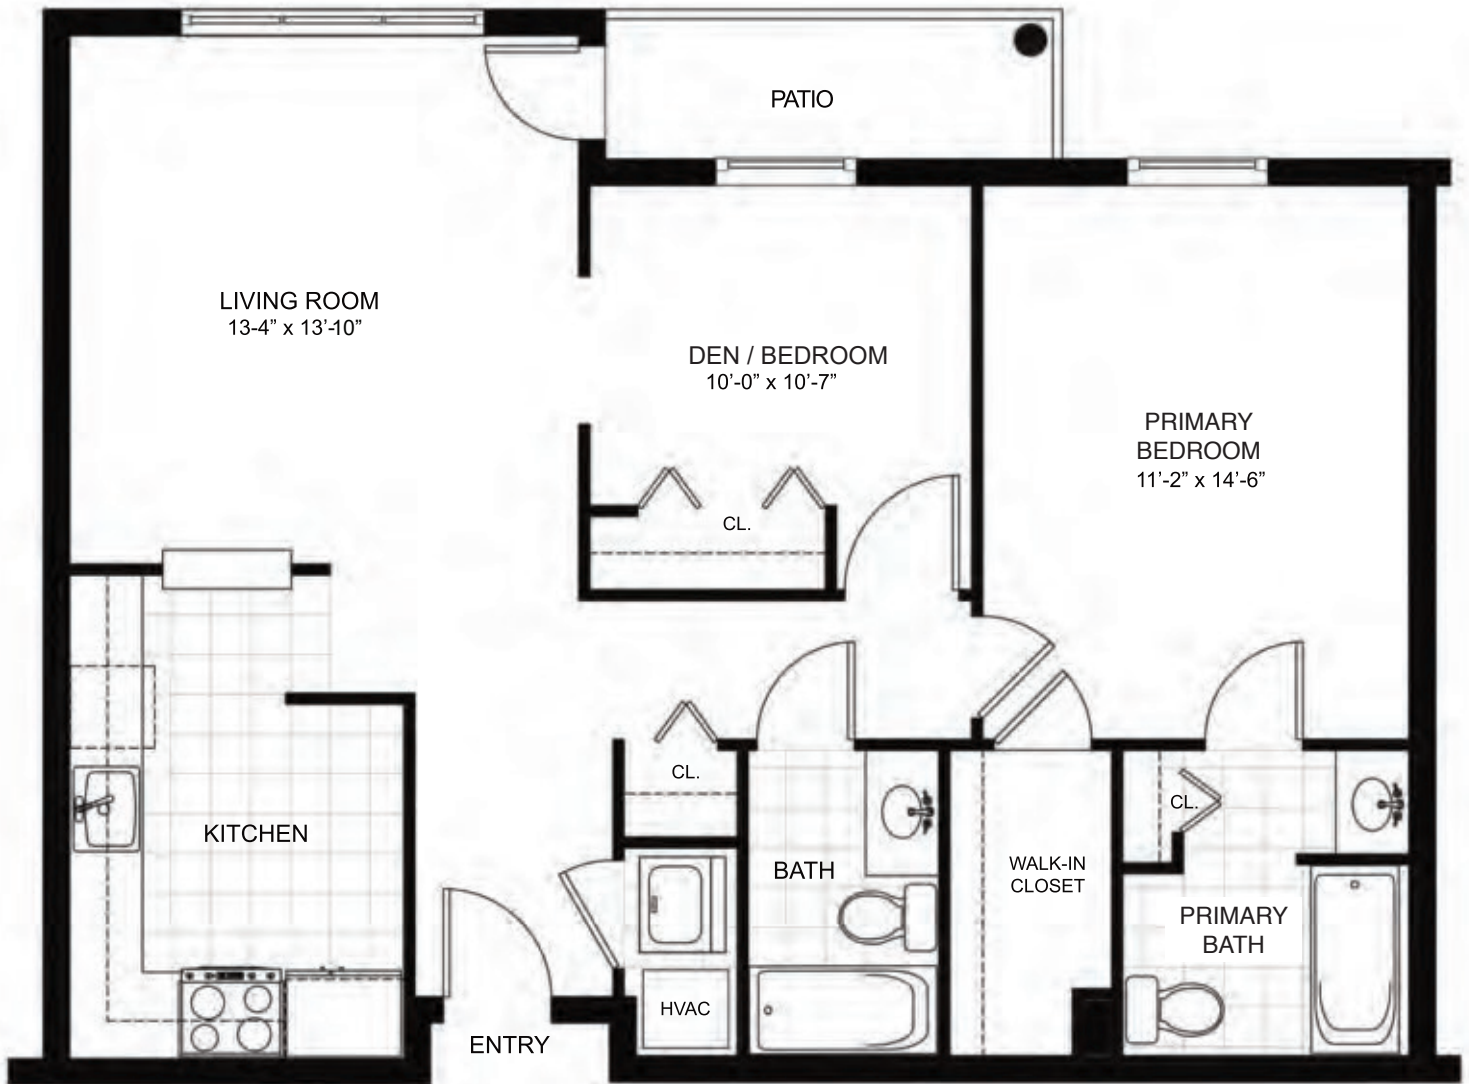 PATIO
LIVING ROOM
13-4” x 13’-10”
DEN / BEDROOM
10’-0” x 10’-7”
PRIMARY
BEDROOM
11’-2” x 14’-6”
CL.
CL.
CL.
KITCHEN
BATH
WALK-IN
CLOSET
PRIMARY
BATH
HVAC
ENTRY